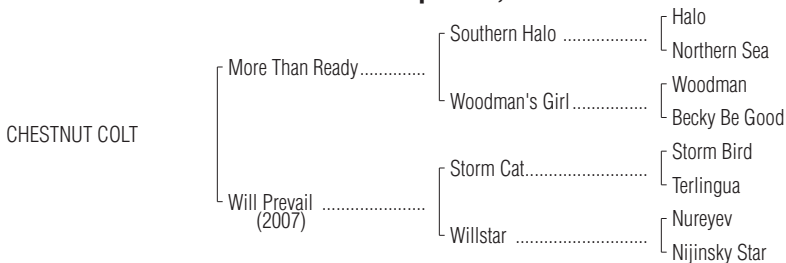 Halo
Southern Halo ..................
Northern Sea
More Than Ready..............
Woodman
Woodman's Girl................
Becky Be Good
CHESTNUT COLT
Storm Bird
Storm Cat..........................
Terlingua
Will Prevail ......................
(2007)
Nureyev
Willstar ............................
Nijinsky Star